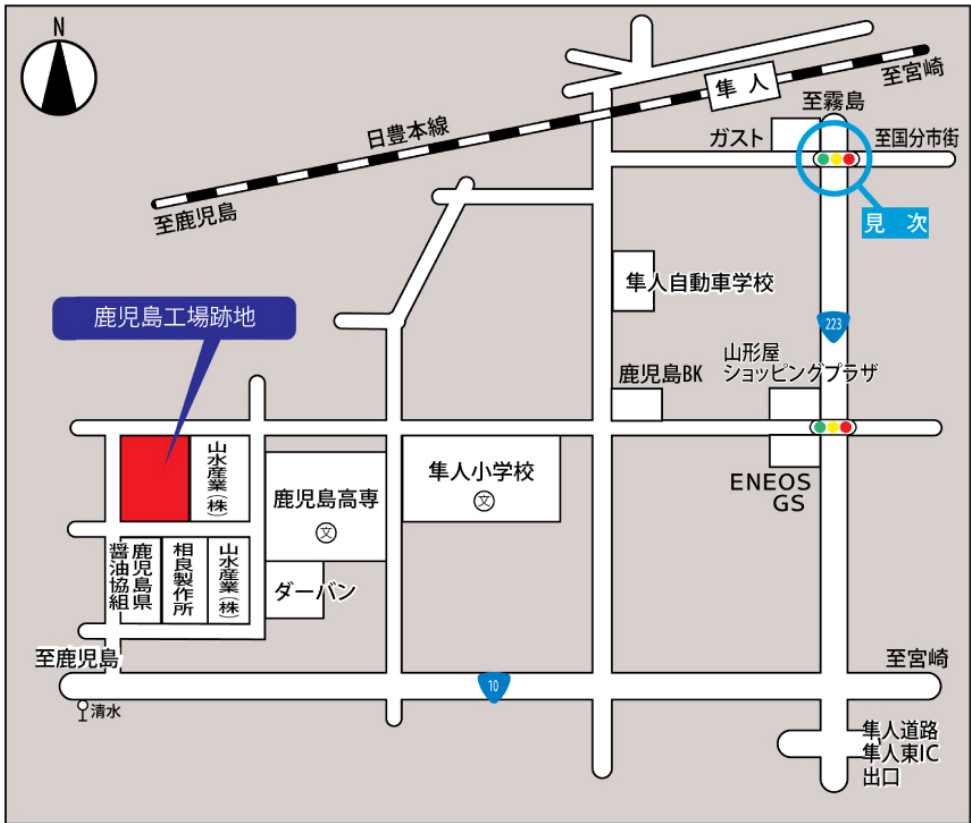 N
至宮崎
隼 人
至霧島
日豊本線
ガスト
至国分市街
至鹿児島
見 次
隼人自動車学校
鹿児島工場跡地
223
山形屋
ショッピングプラザ
鹿児島BK
山水産業(株)
隼人小学校
文
鹿児島高専
文
ENEOS
GS
鹿児島県
醤油協組
相良製作所
山水産業(株)
ダーバン
至鹿児島
至宮崎
10
清水
隼人道路
隼人東IC
出口